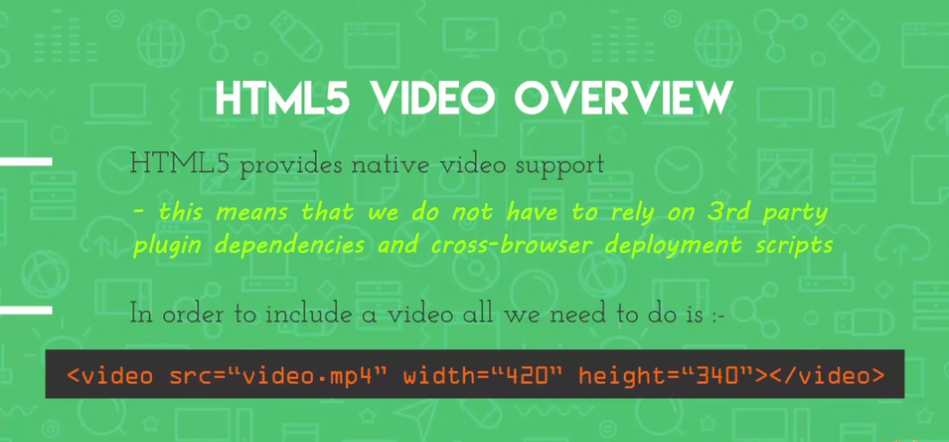 HTML5 VIDEO OVERVIEW
HTML5 provides native video support
- this means that we do not have to rely on 3rd party
plugin dependencies and cross-browser deployment scripts
In order to include a video all we need to do is :-
<video src=“video.mp4” width=“420” height=“340”></video>